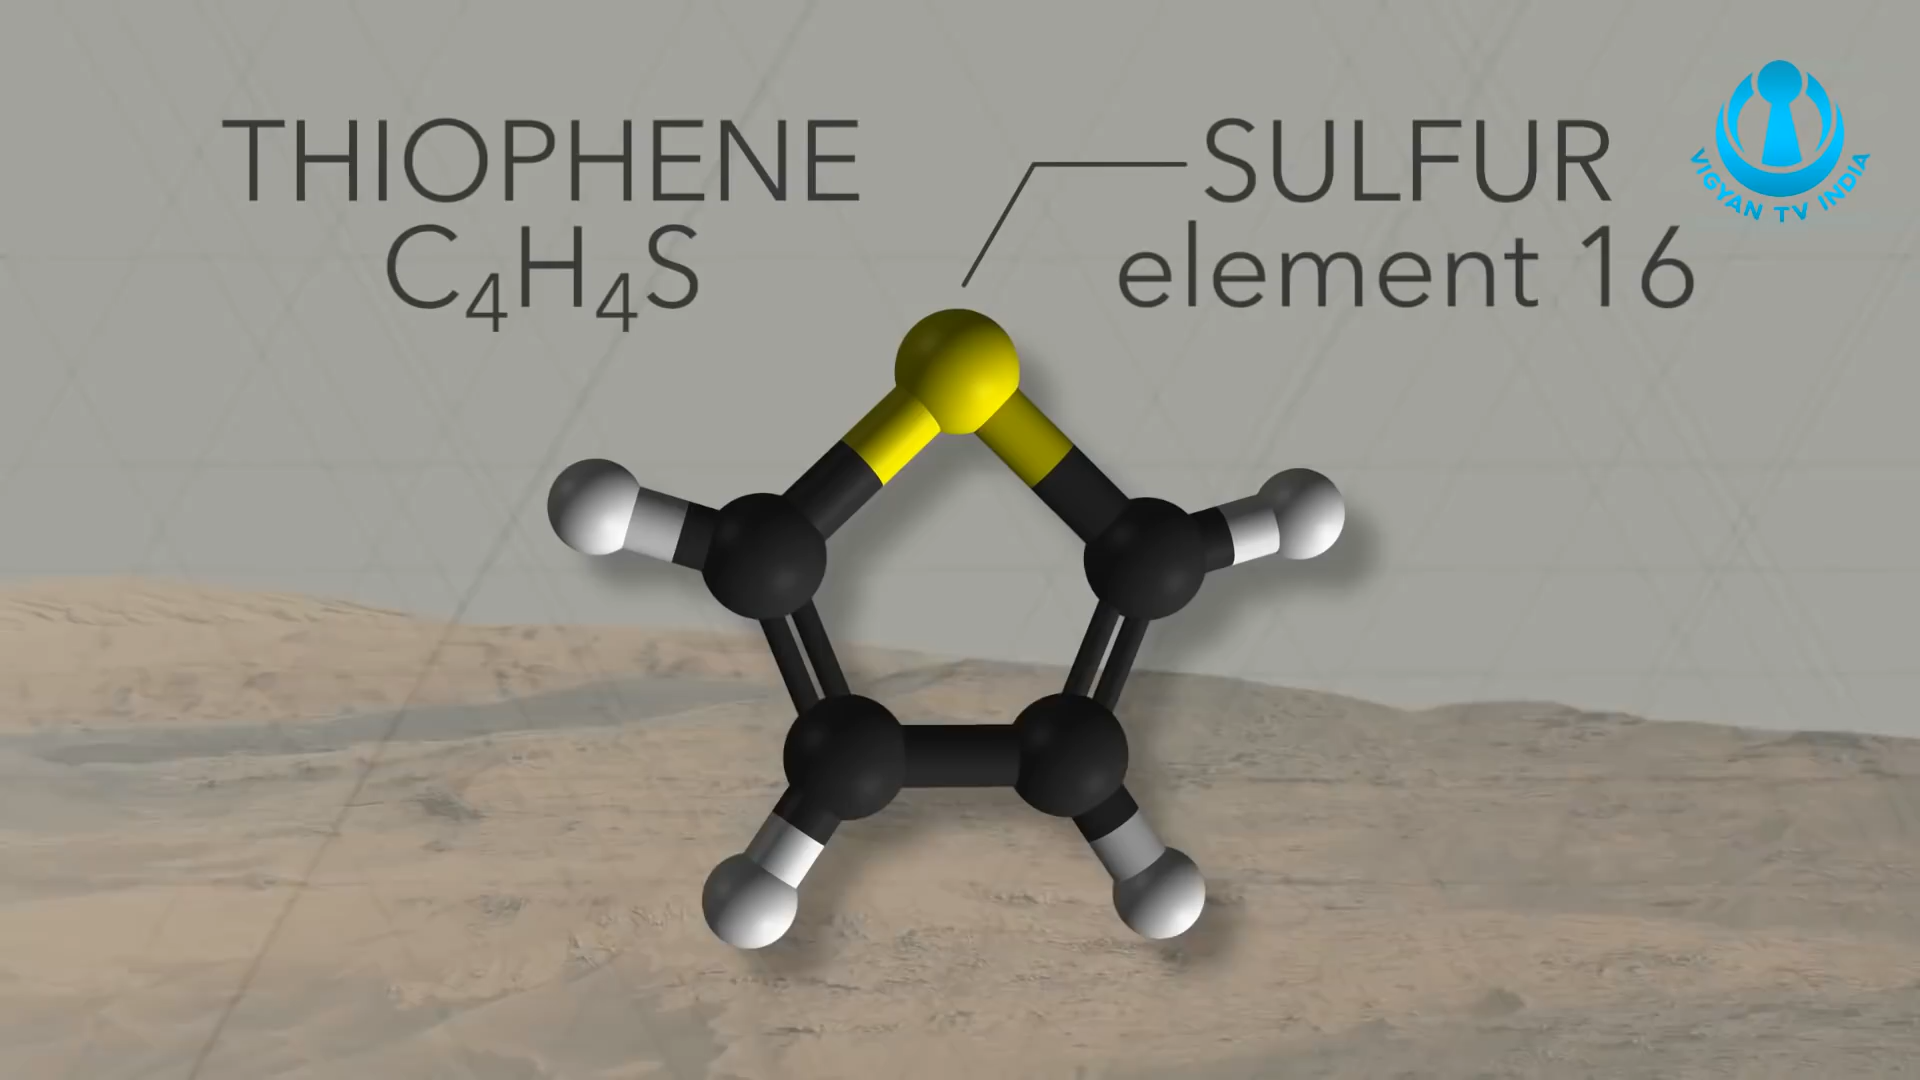 THIOPHENE
C₄H₄S
SULFUR
element 16
VIGYAN TV INDIA